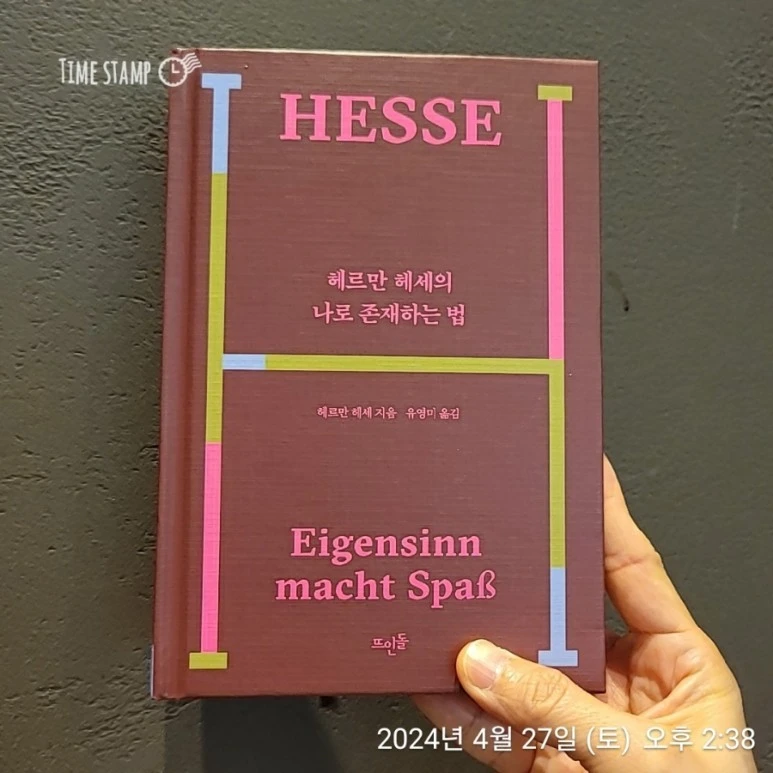 TIME STAMP
HESSE
헤르만 헤세의
나로 존재하는 법
헤르만 헤세 지음 유영미 옮김
Eigensinn
macht Spaß
뜨인돌
2024년 4월 27일 (토) 오후 2:38